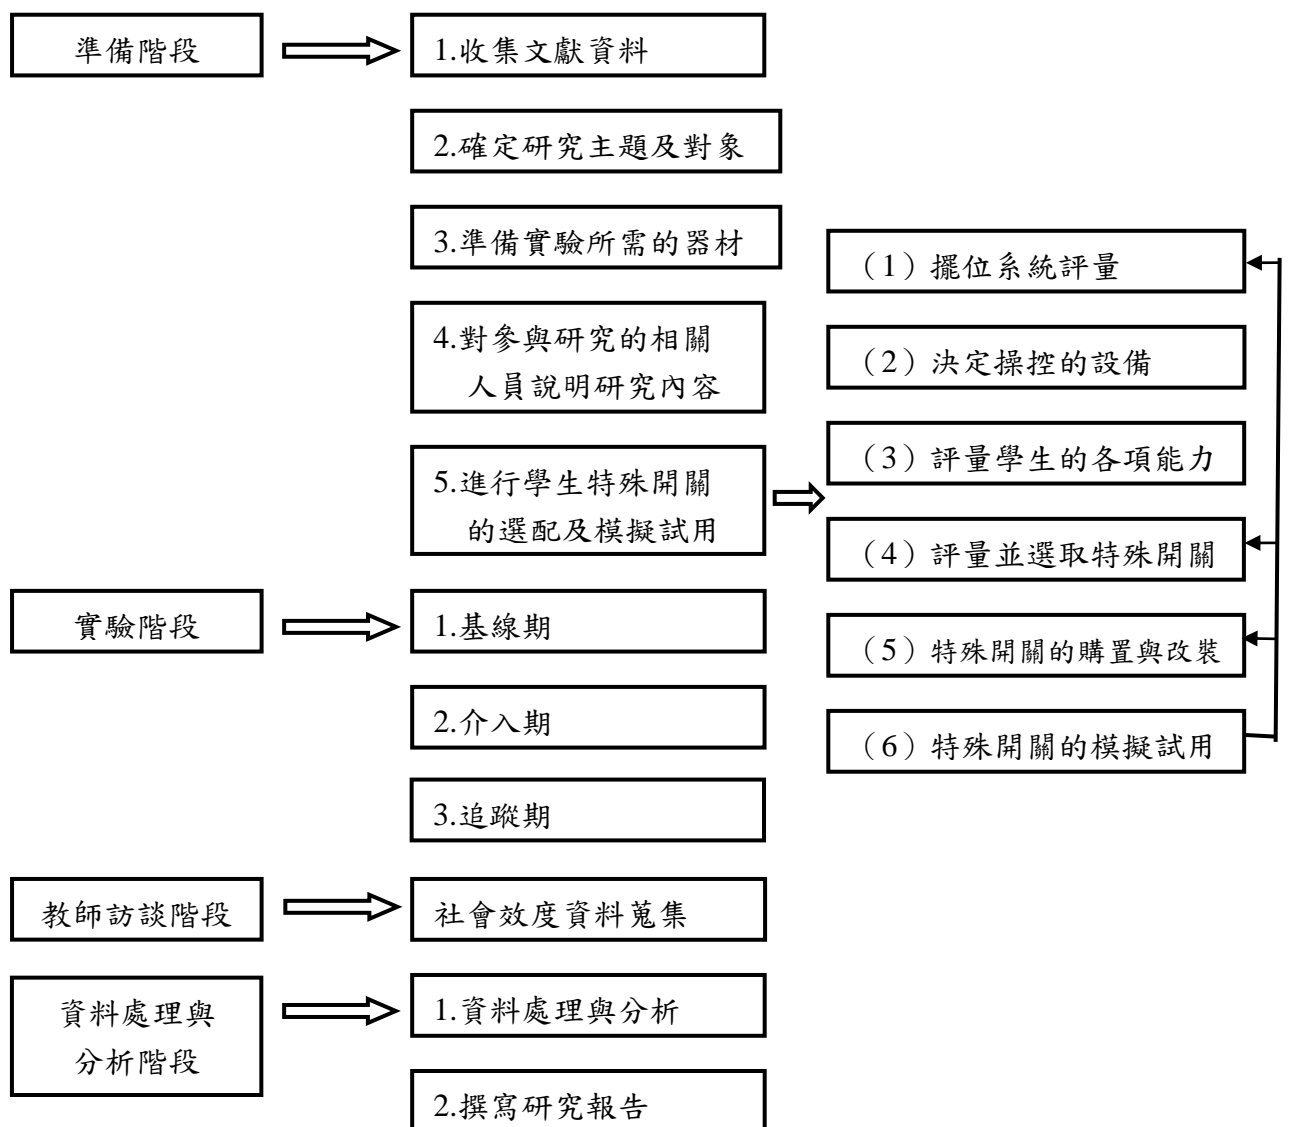 準備階段
1.收集文獻資料
2.確定研究主題及對象
3.準備實驗所需的器材
4.對參與研究的相關
人員說明研究內容
5.進行學生特殊開關
的選配及模擬試用
（1）擺位系統評量
（2）決定操控的設備
（3）評量學生的各項能力
（4）評量並選取特殊開關
（5）特殊開關的購置與改裝
（6）特殊開關的模擬試用
實驗階段
1.基線期
2.介入期
3.追蹤期
教師訪談階段
社會效度資料蒐集
資料處理與
分析階段
1.資料處理與分析
2.撰寫研究報告